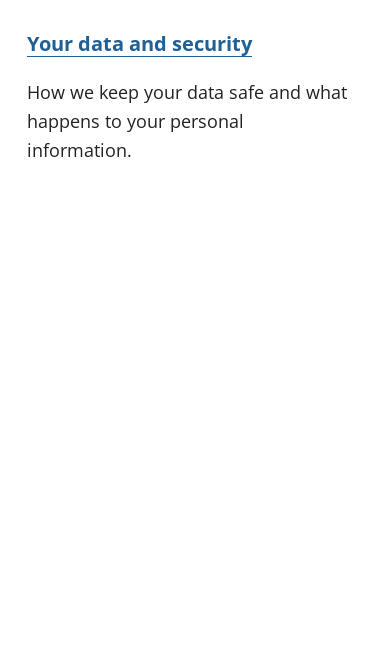 Your data and security
How we keep your data safe and what
happens to your personal
information.